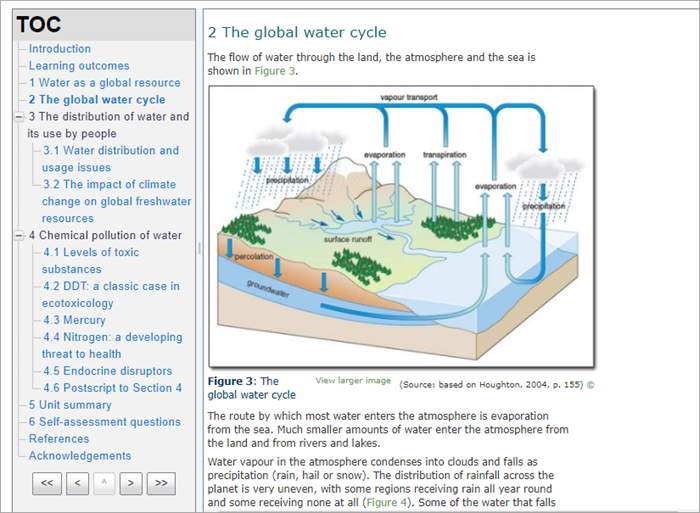 TOC
Introduction
Learning outcomes
1 Water as a global resource
2 The global water cycle
3 The distribution of water and
its use by people
3.1 Water distribution and
usage issues
3.2 The impact of climate
change on global freshwater
resources
4 Chemical pollution of water
4.1 Levels of toxic
substances
4.2 DDT: a classic case in
ecotoxicology
4.3 Mercury
4.4 Nitrogen: a developing
threat to health
4.5 Endocrine disruptors
4.6 Postscript to Section 4
5 Unit summary
6 Self-assessment questions
References
Acknowledgements
<< < ^ > >>
2 The global water cycle
The flow of water through the land, the atmosphere and the sea is
shown in Figure 3.
vapour transport
evaporation
transpiration
precipitation
evaporation
precipitation
surface runoff
percolation
groundwater
Figure 3: The
global water cycle
View larger image
(Source: based on Houghton, 2004, p. 155) ©
The route by which most water enters the atmosphere is evaporation
from the sea. Much smaller amounts of water enter the atmosphere from
the land and from rivers and lakes.
Water vapour in the atmosphere condenses into clouds and falls as
precipitation (rain, hail or snow). The distribution of rainfall across the
planet is very uneven, with some regions receiving rain all year round
and some receiving none at all (Figure 4). Some of the water that falls